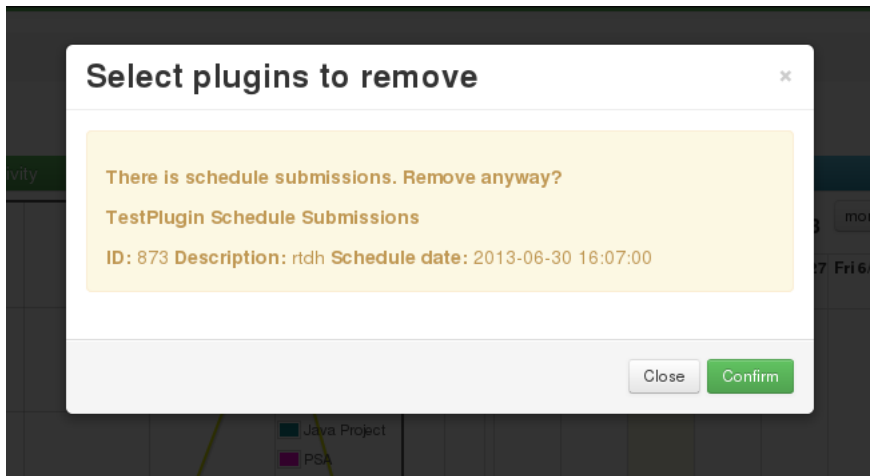 Select plugins to remove ×
There is schedule submissions. Remove anyway?
TestPlugin Schedule Submissions
ID: 873 Description: rtdh Schedule date: 2013-06-30 16:07:00
Close Confirm
Java Project
PSA